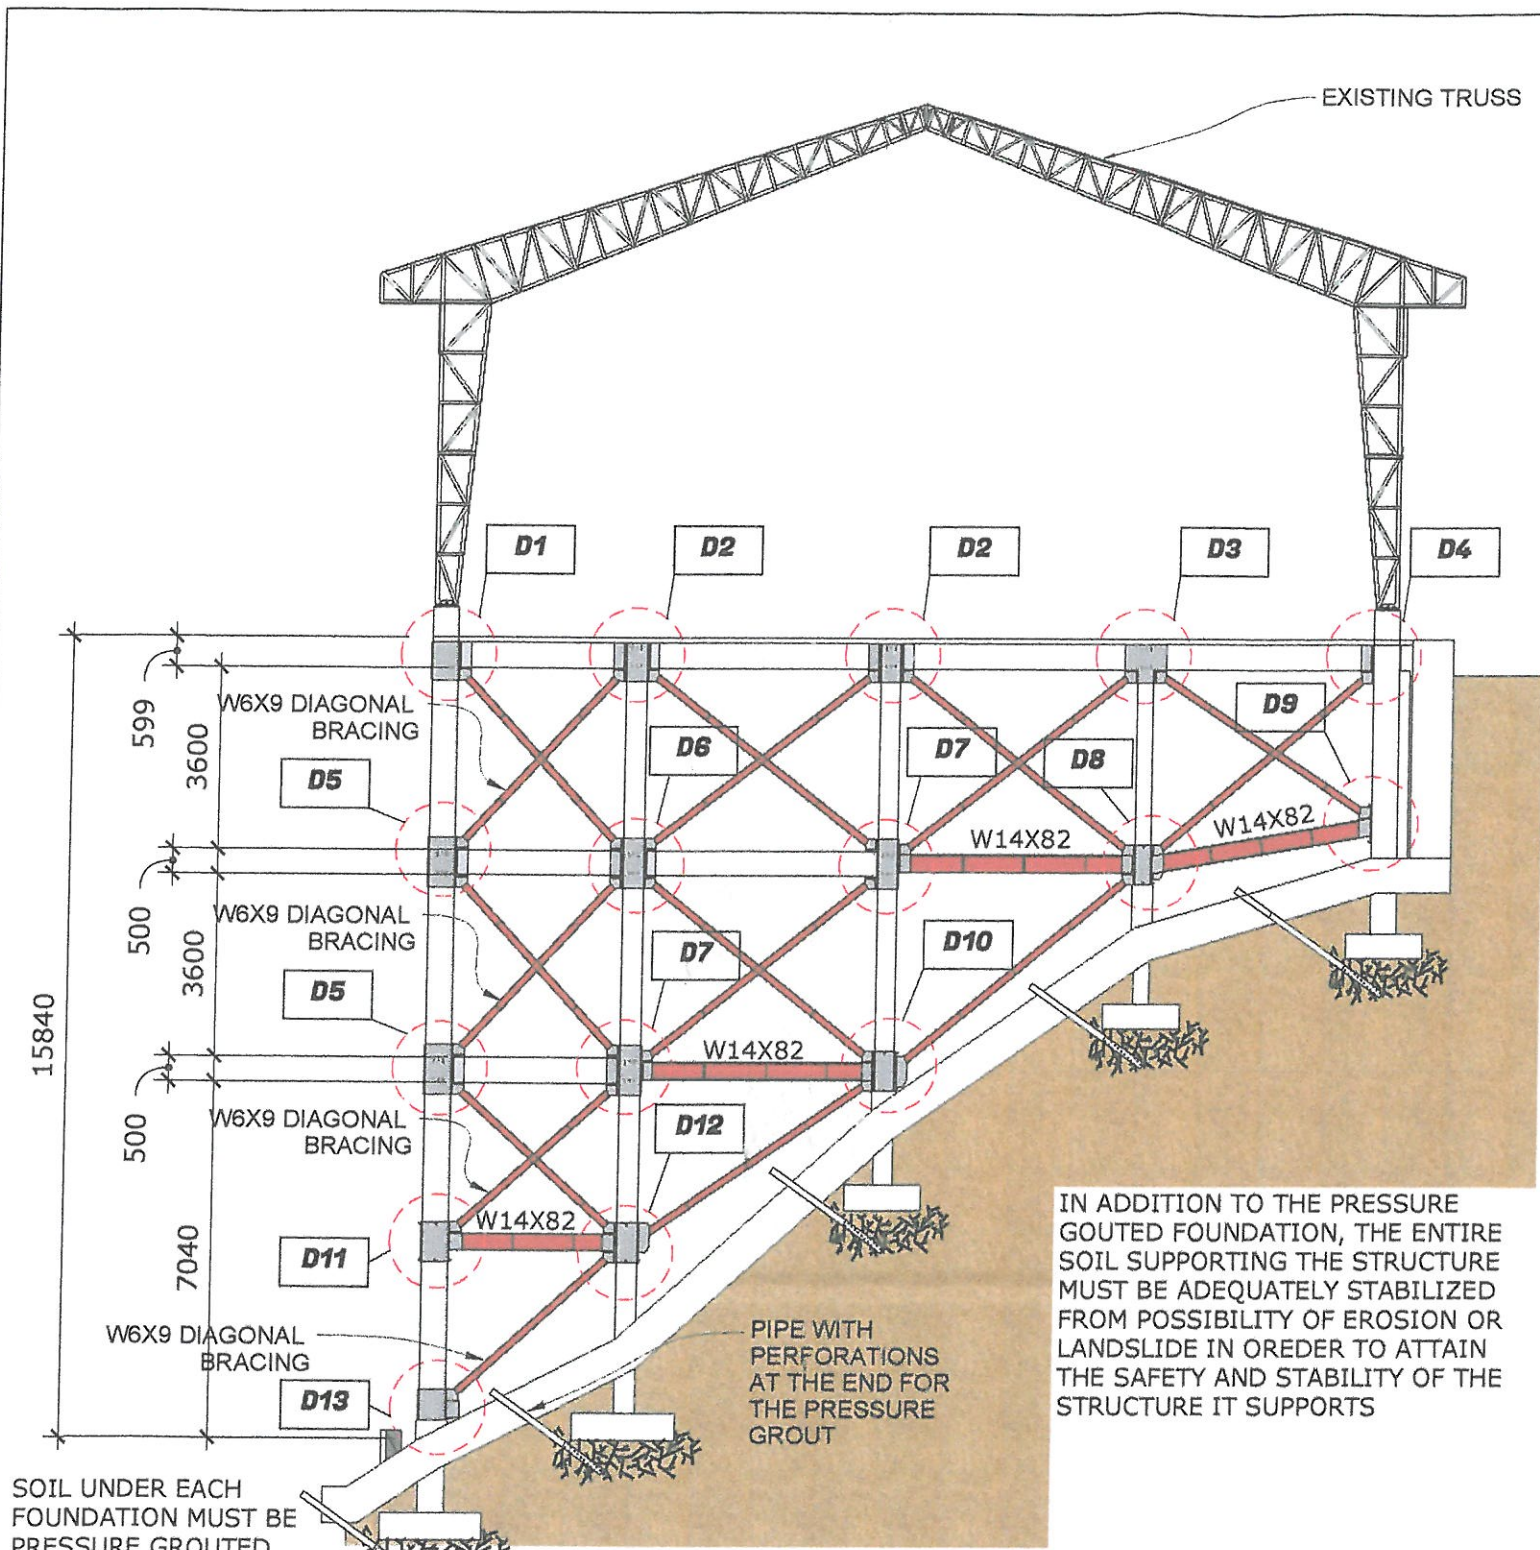 EXISTING TRUSS
D1
D2
D2
D3
D4
W6X9 DIAGONAL
BRACING
D9
D6
D7
D8
D5
599
3600
W14X82
W14X82
500
W6X9 DIAGONAL
BRACING
D7
D10
3600
D5
15840
W14X82
500
W6X9 DIAGONAL
BRACING
D12
W14X82
D11
7040
W6X9 DIAGONAL
BRACING
D13
PIPE WITH
PERFORATIONS
AT THE END FOR
THE PRESSURE
GROUT
IN ADDITION TO THE PRESSURE
GOUTED FOUNDATION, THE ENTIRE
SOIL SUPPORTING THE STRUCTURE
MUST BE ADEQUATELY STABILIZED
FROM POSSIBILITY OF EROSION OR
LANDSLIDE IN OREDER TO ATTAIN
THE SAFETY AND STABILITY OF THE
STRUCTURE IT SUPPORTS
SOIL UNDER EACH
FOUNDATION MUST BE
PRESSURE GROUTED